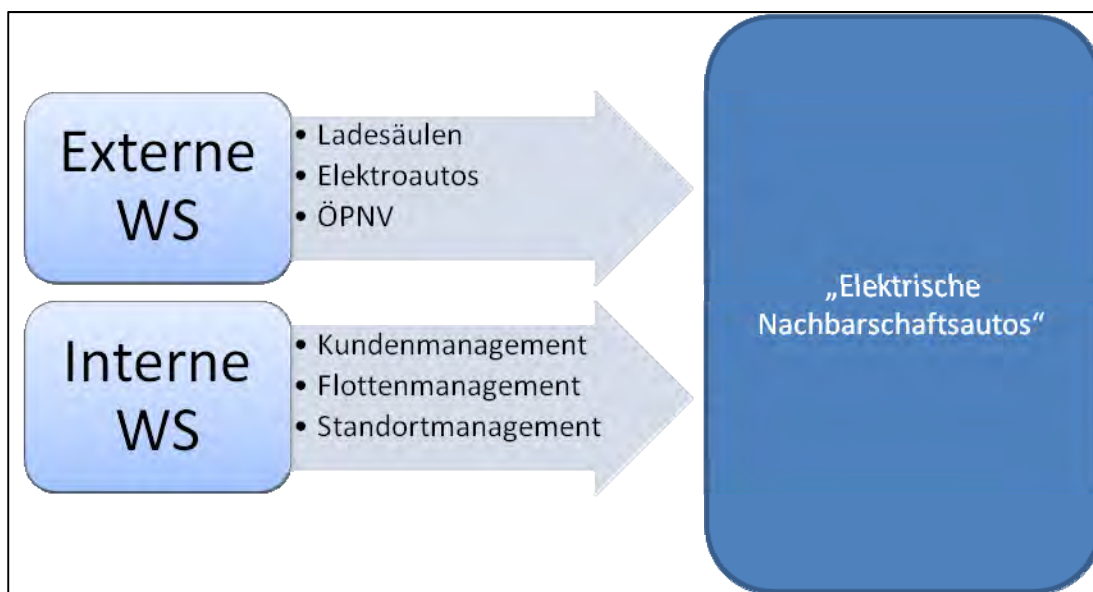 Externe
WS
• Ladesäulen
• Elektroautos
• ÖPNV
Interne
WS
• Kundenmanagement
• Flottenmanagement
• Standortmanagement
„Elektrische
Nachbarschaftsautos“